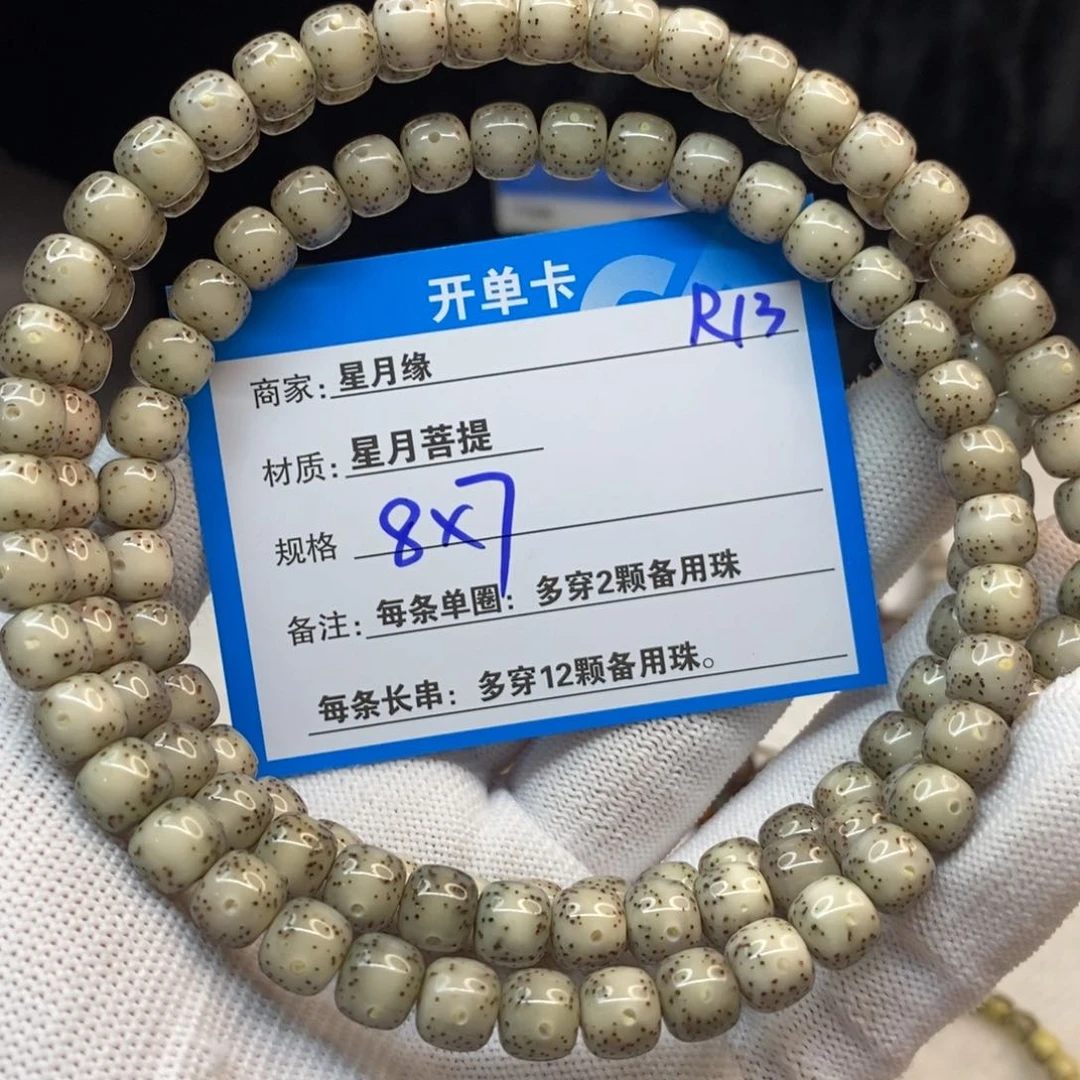 开单卡
R13
商家：星月缘
材质：星月菩提
规格 8×7
备注：每条单圈：多穿2颗备用珠
每条长串：多穿12颗备用珠。